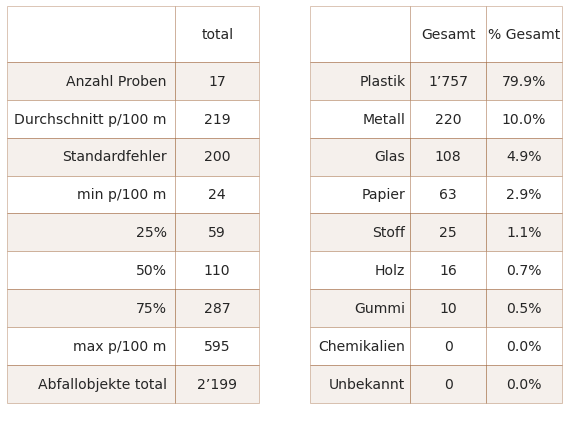 total
Anzahl Proben 17
Durchschnitt p/100 m 219
Standardfehler 200
min p/100 m 24
25% 59
50% 110
75% 287
max p/100 m 595
Abfallobjekte total 2’199
Gesamt % Gesamt
Plastik 1’757 79.9%
Metall 220 10.0%
Glas 108 4.9%
Papier 63 2.9%
Stoff 25 1.1%
Holz 16 0.7%
Gummi 10 0.5%
Chemikalien 0 0.0%
Unbekannt 0 0.0%